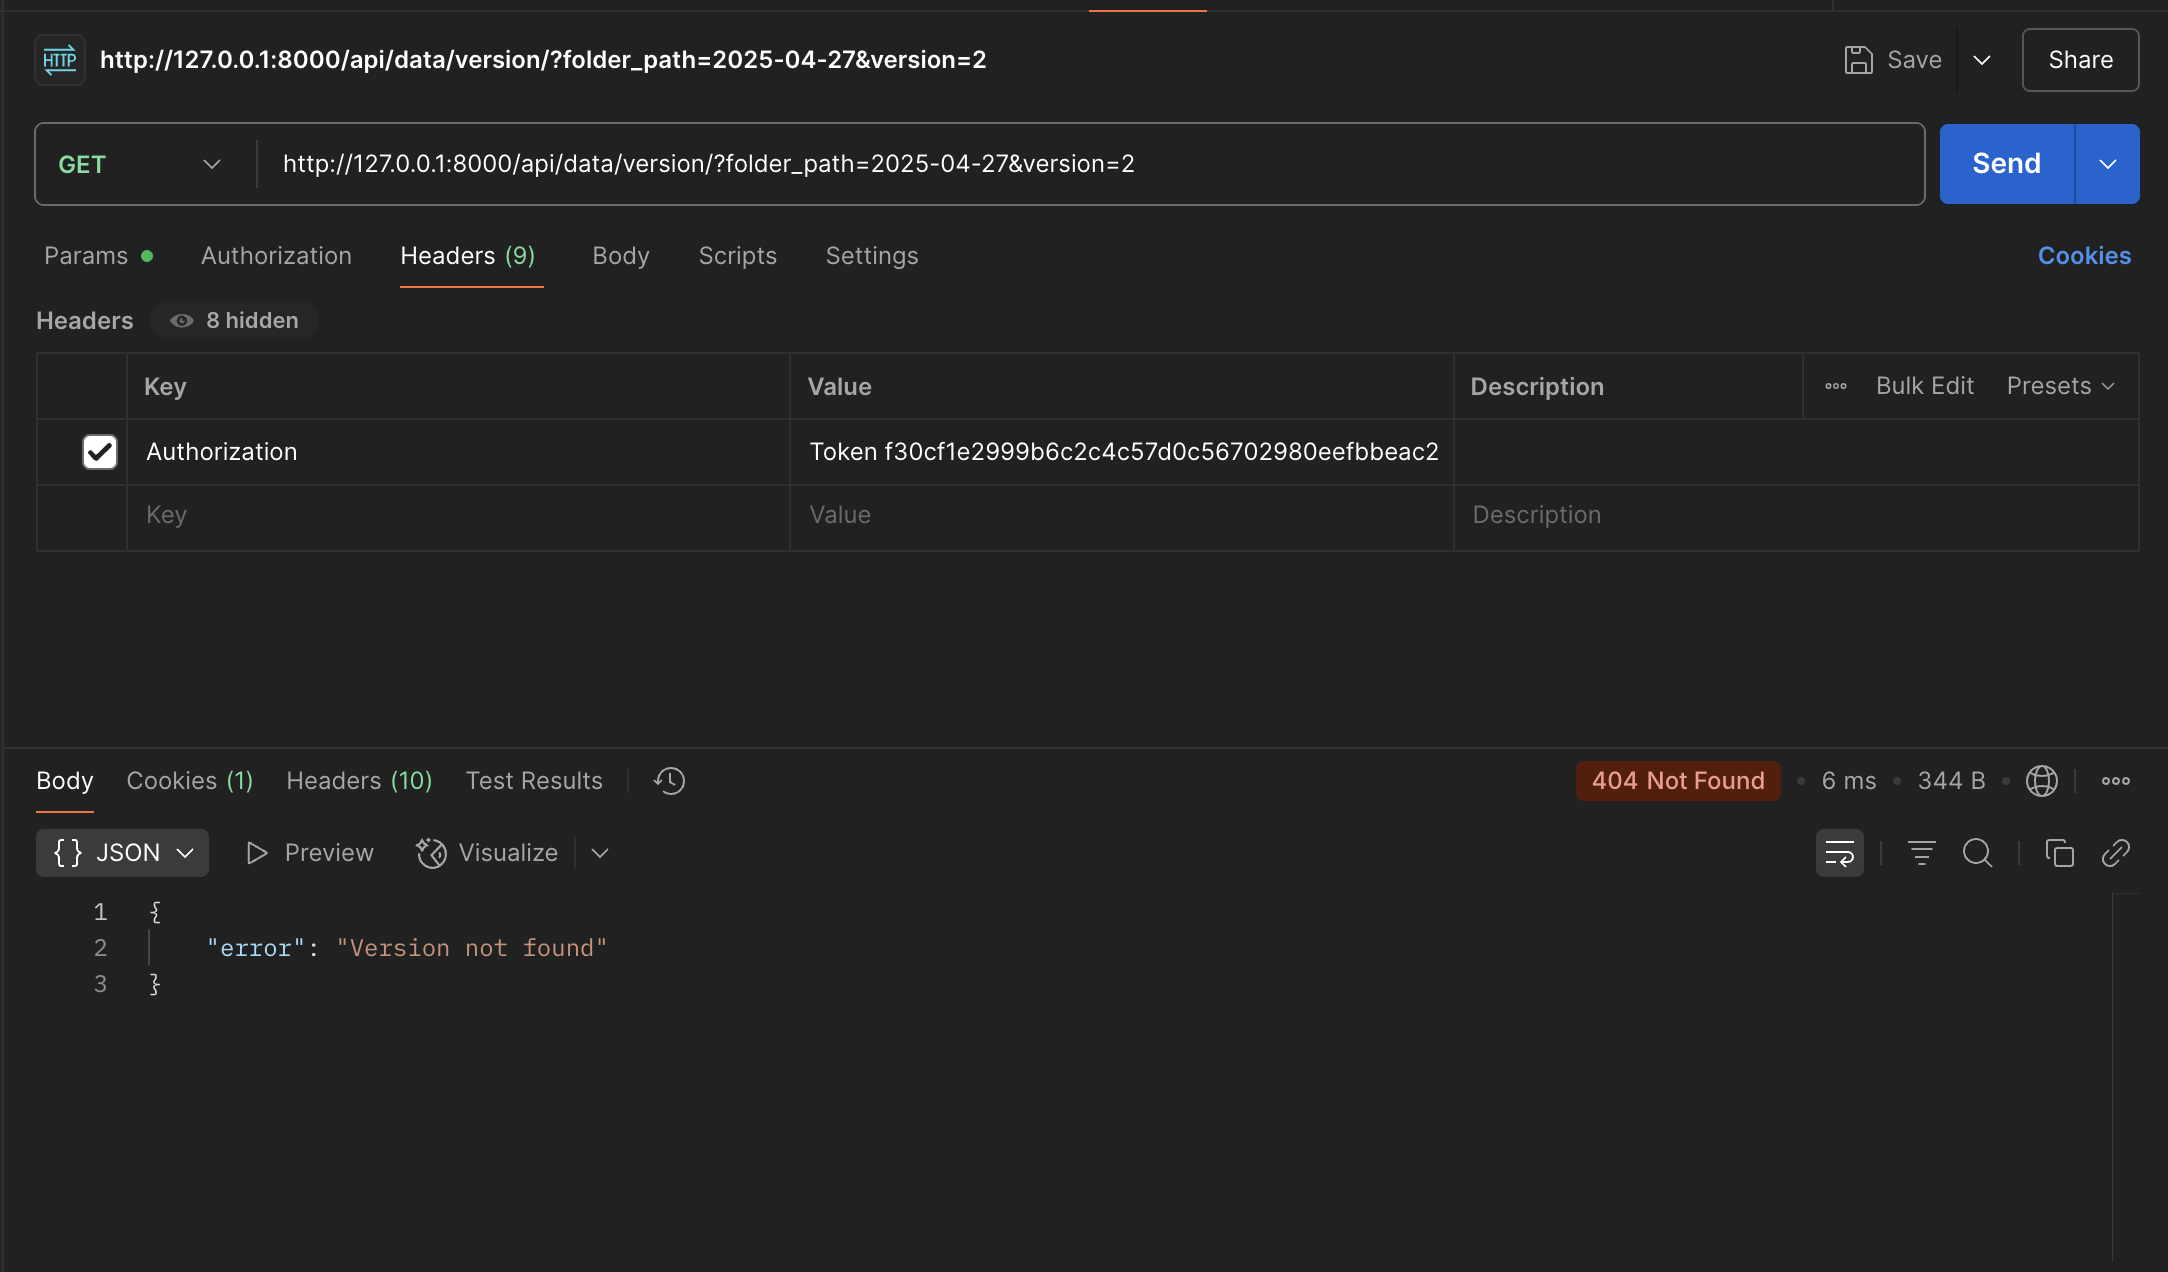 HTTP http://127.0.0.1:8000/api/data/version/?folder_path=2025-04-27&version=2 Save Share
GET http://127.0.0.1:8000/api/data/version/?folder_path=2025-04-27&version=2 Send
Params Authorization Headers (9) Body Scripts Settings Cookies
Headers 8 hidden
Key Value Description Bulk Edit Presets
Authorization Token f30cf1e2999b6c2c4c57d0c56702980eefbbeac2
Key Value Description
Body Cookies (1) Headers (10) Test Results 404 Not Found • 6 ms • 344 B •
{ } JSON Preview Visualize
1 {
2 "error": "Version not found"
3 }